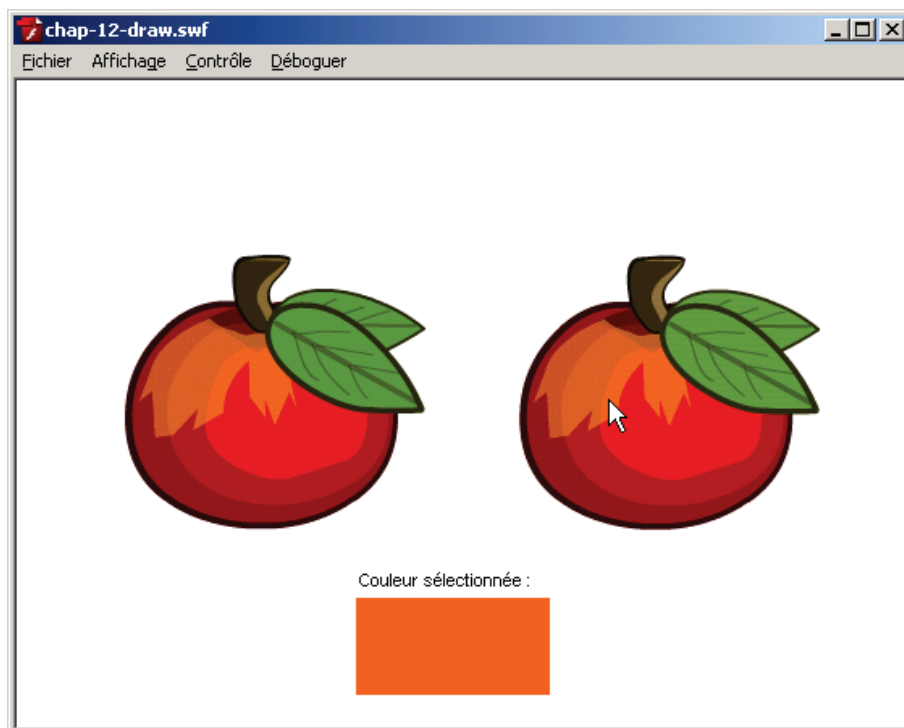 chap-12-draw.swf
Fichier Affichage Contrôle Déboguer
Couleur sélectionnée :